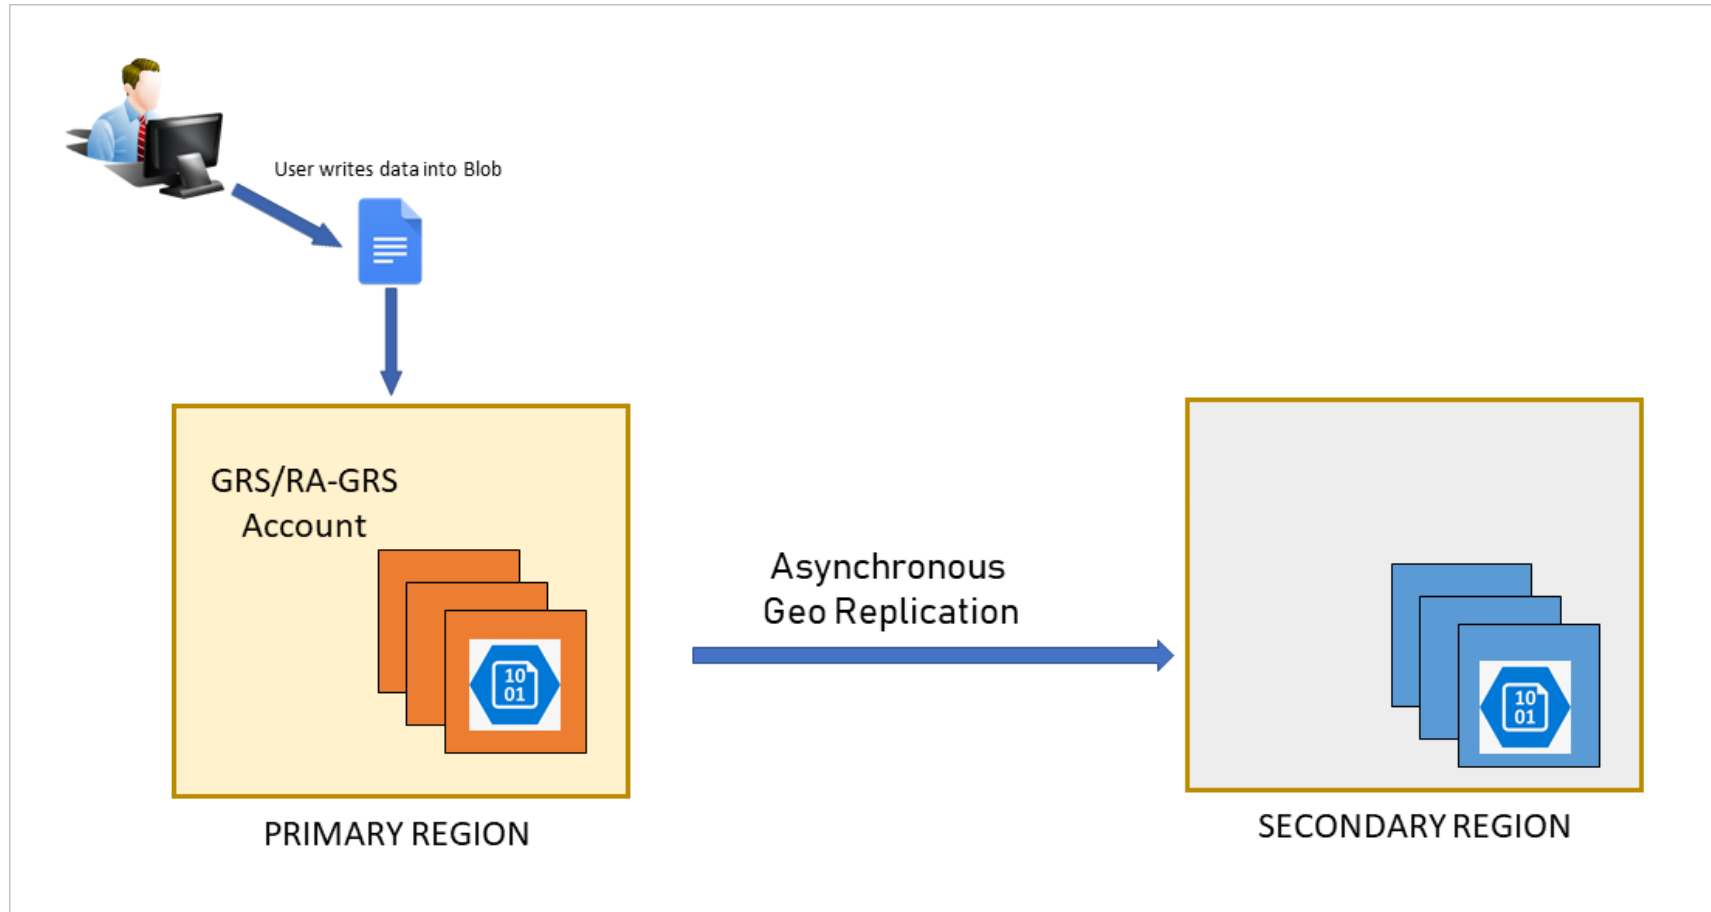 User writes data into Blob
GRS/RA-GRS
Account
10
01
Asynchronous
Geo Replication
10
01
PRIMARY REGION
SECONDARY REGION